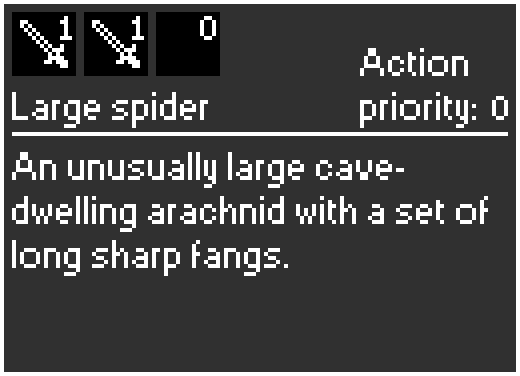 1 1 0
Action
Large spider priority: 0
An unusually large cave-
dwelling arachnid with a set of
long sharp fangs.